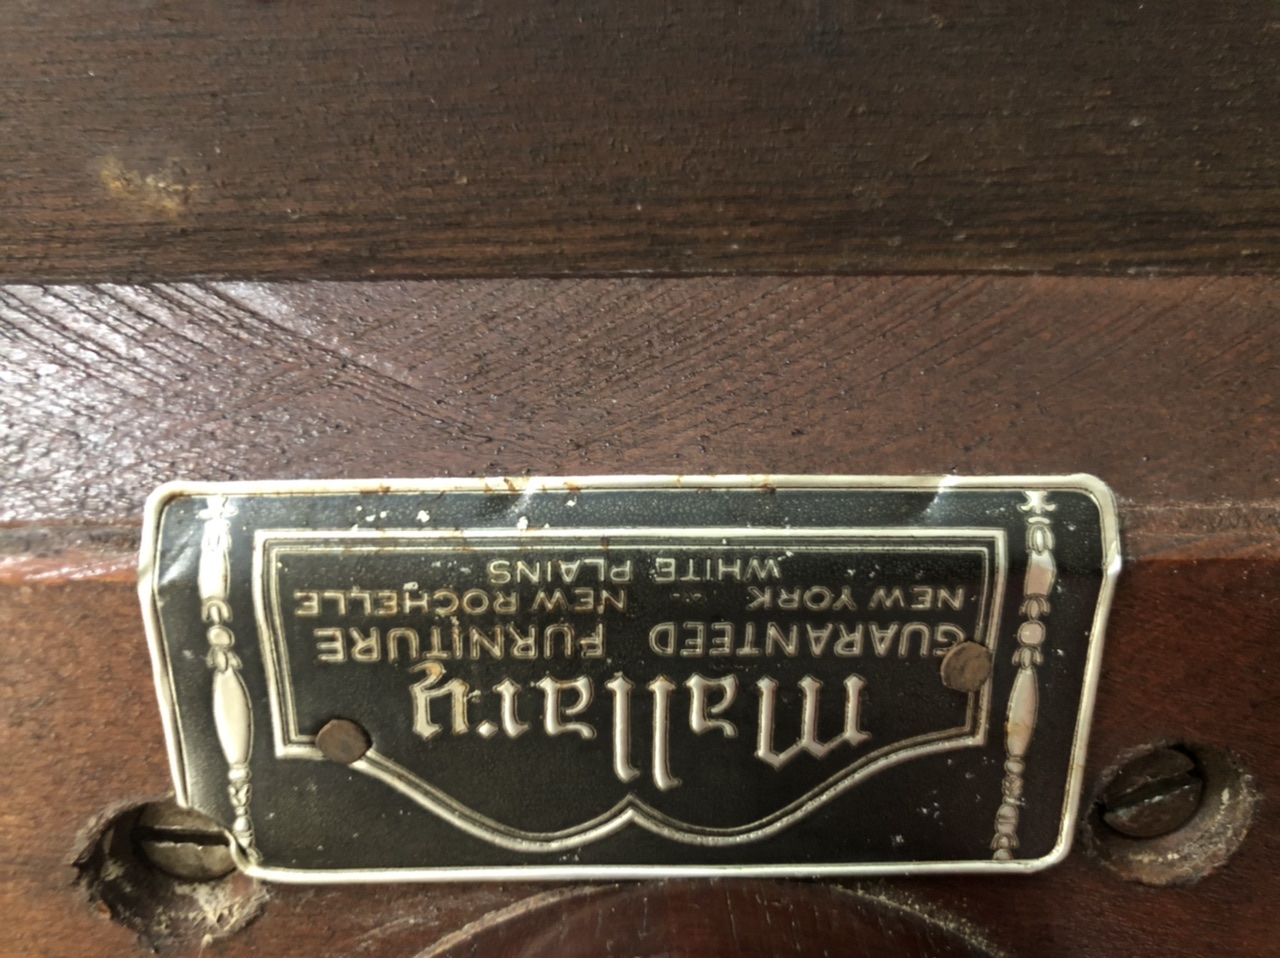 Mallary
GUARANTEED FURNITURE
NEW YORK NEW ROCHELLE
WHITE PLAINS